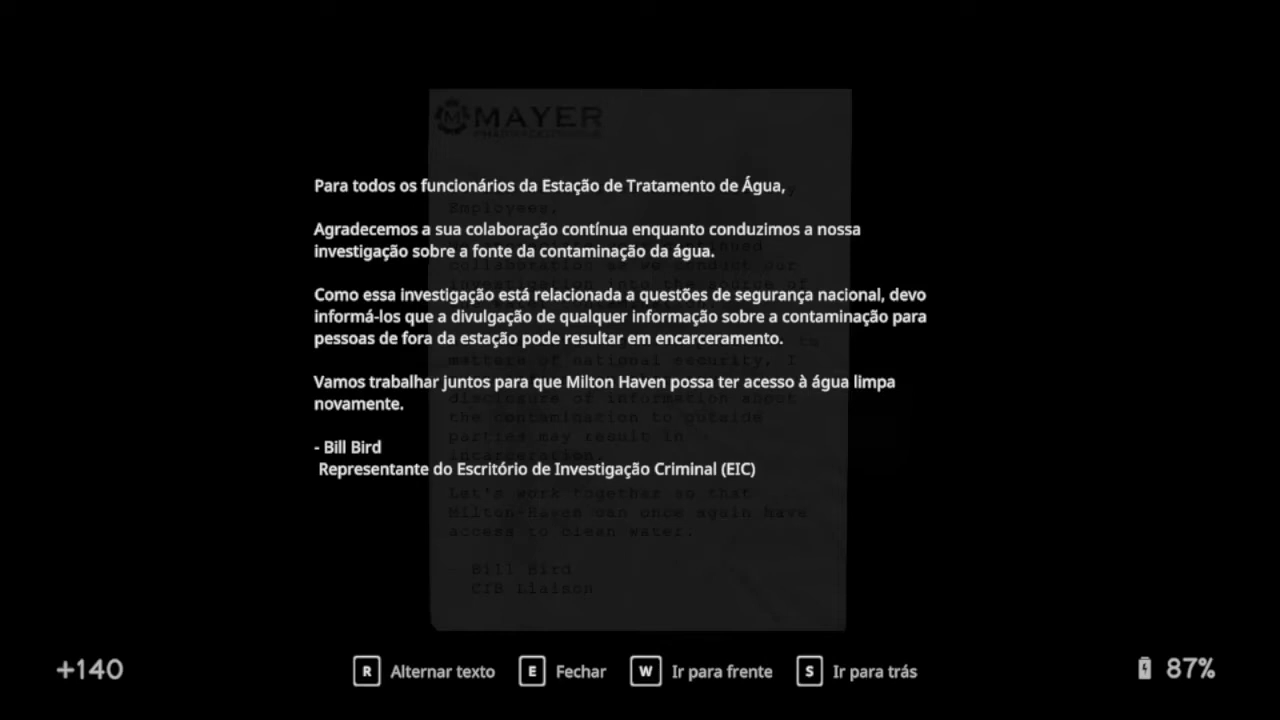 MAYER
Para todos os funcionários da Estação de Tratamento de Água,
Employees,
Agradecemos a sua colaboração contínua enquanto conduzimos a nossa
investigação sobre a fonte da contaminação da água.
Como essa investigação está relacionada a questões de segurança nacional, devo
informá-los que a divulgação de qualquer informação sobre a contaminação para
pessoas de fora da estação pode resultar em encarceramento.
matters of national security, I
Vamos trabalhar juntos para que Milton Haven possa ter acesso à água limpa
disclosure of information about
novamente.
the contamination to outside
parties may result in
- Bill Bird
incarceration.
Representante do Escritório de Investigação Criminal (EIC)
Let's work together so that
Milton-Haven can once again have
access to clean water.
- Bill Bird
CIB Liaison
+140
R Alternar texto E Fechar W Ir para frente S Ir para trás
87%